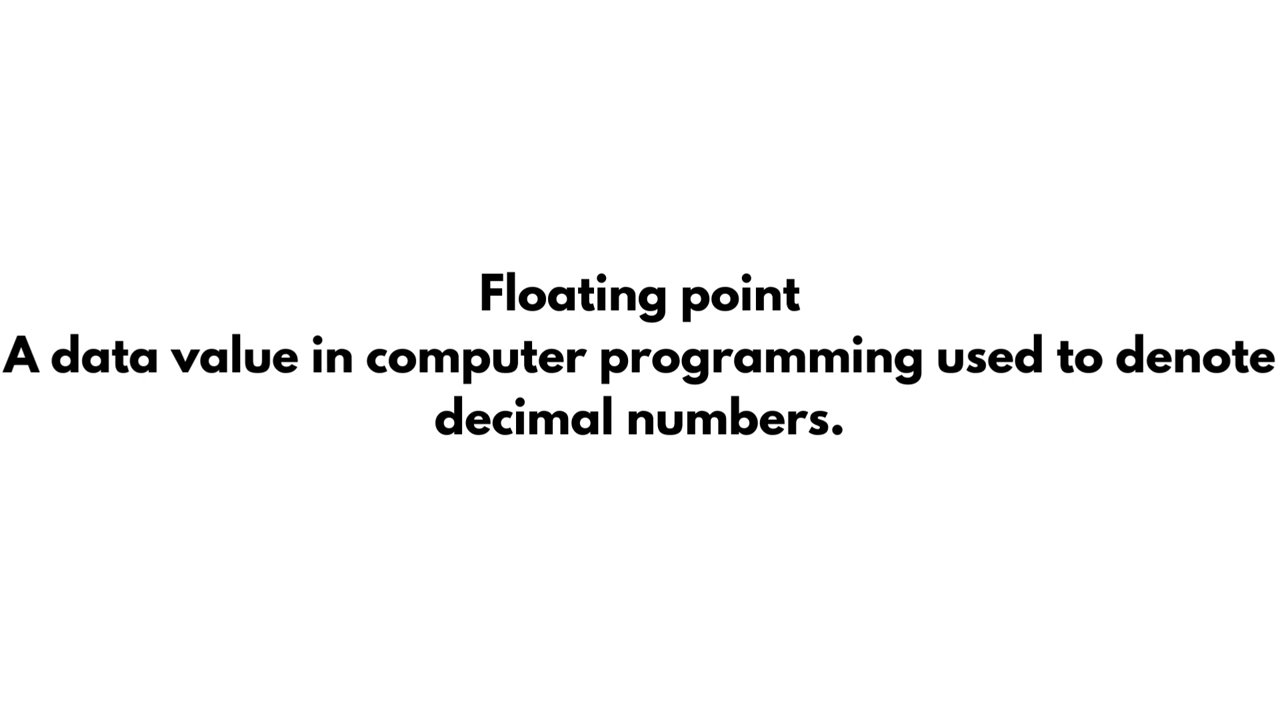 Floating point
A data value in computer programming used to denote
decimal numbers.